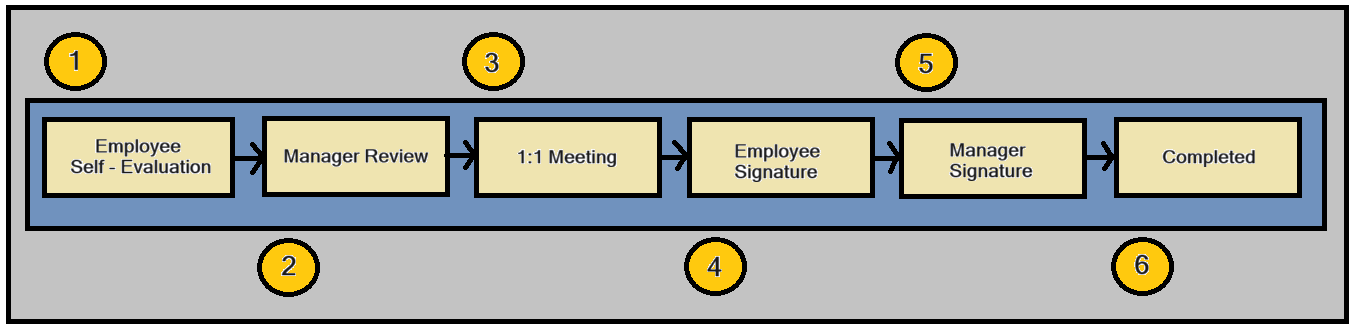 1
3
5
Employee
Self - Evaluation
Manager Review
1:1 Meeting
Employee
Signature
Manager
Signature
Completed
2
4
6